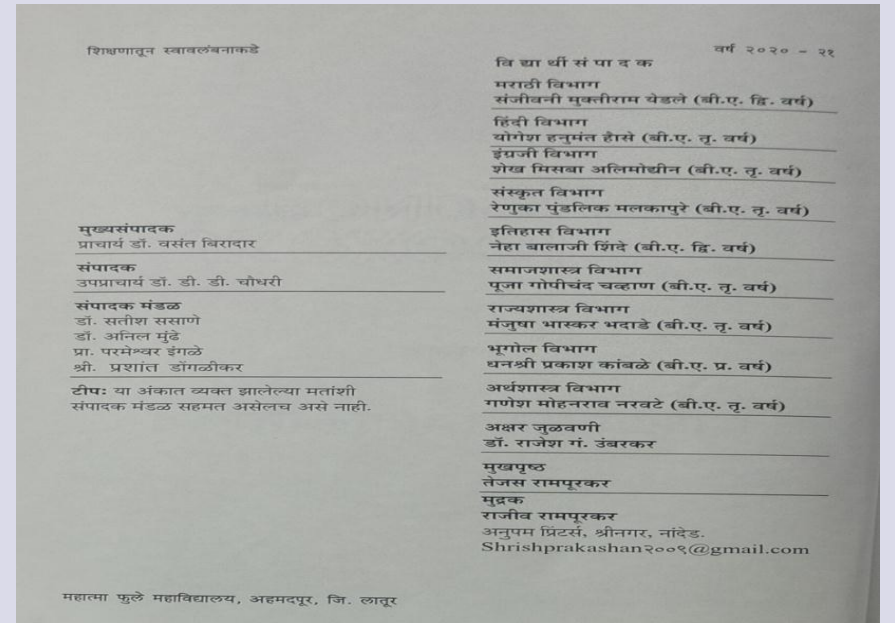 शिक्षणातून स्वावलंबनाकडे
वर्ष २०२० - २१
मुख्यसंपादक
प्राचार्य डॉ. वसंत बिरादार
संपादक
उपप्राचार्य डॉ. डी. डी. चौधरी
संपादक मंडळ
डॉ. सतीश ससाणे
डॉ. अनिल मुंढे
प्रा. परमेश्वर इंगळे
श्री. प्रशांत डोंगळीकर
टीप: या अंकात व्यक्त झालेल्या मतांशी
संपादक मंडळ सहमत असेलच असे नाही.
वि द्या र्थी सं पा द क
मराठी विभाग
संजीवनी मुक्तीराम येडले (बी.ए. द्वि. वर्ष)
हिंदी विभाग
योगेश हनुमंत हौसे (बी.ए. तृ. वर्ष)
इंग्रजी विभाग
शेख मिसबा अलिमोद्यीन (बी.ए. तृ. वर्ष)
संस्कृत विभाग
रेणुका पुंडलिक मलकापुरे (बी.ए. तृ. वर्ष)
इतिहास विभाग
नेहा बालाजी शिंदे (बी.ए. द्वि. वर्ष)
समाजशास्त्र विभाग
पूजा गोपीचंद चव्हाण (बी.ए. तृ. वर्ष)
राज्यशास्त्र विभाग
मंजुषा भास्कर भदाडे (बी.ए. तृ. वर्ष)
भूगोल विभाग
धनश्री प्रकाश कांबळे (बी.ए. प्र. वर्ष)
अर्थशास्त्र विभाग
गणेश मोहनराव नरवटे (बी.ए. तृ. वर्ष)
अक्षर जुळवणी
डॉ. राजेश गं. उंबरकर
मुखपृष्ठ
तेजस रामपूरकर
मुद्रक
राजीव रामपूरकर
अनुपम प्रिंटर्स, श्रीनगर, नांदेड.
Shrishprakashan२००९@gmail.com
महात्मा फुले महाविद्यालय, अहमदपूर, जि. लातूर